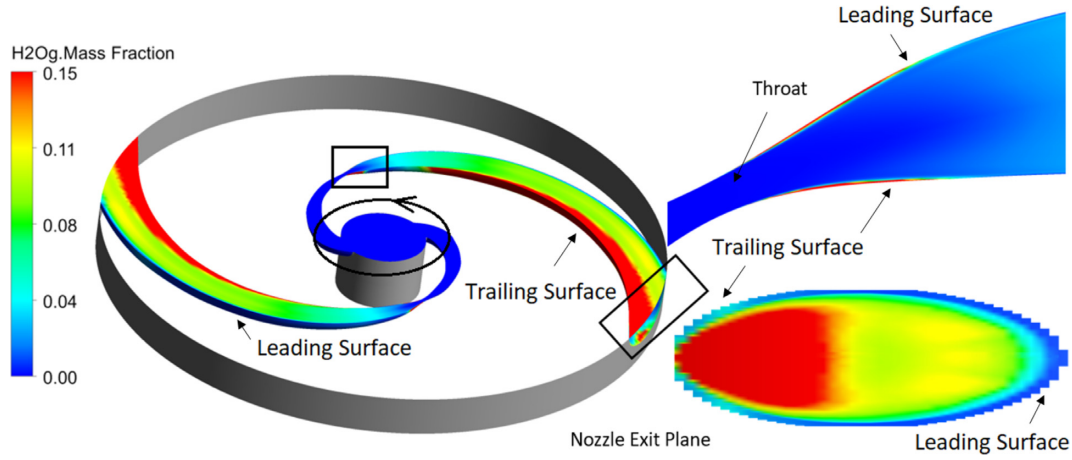 H2Og.Mass Fraction
0.15
0.11
0.08
0.04
0.00
Leading Surface
Throat
Trailing Surface
Trailing Surface
Leading Surface
Nozzle Exit Plane
Leading Surface